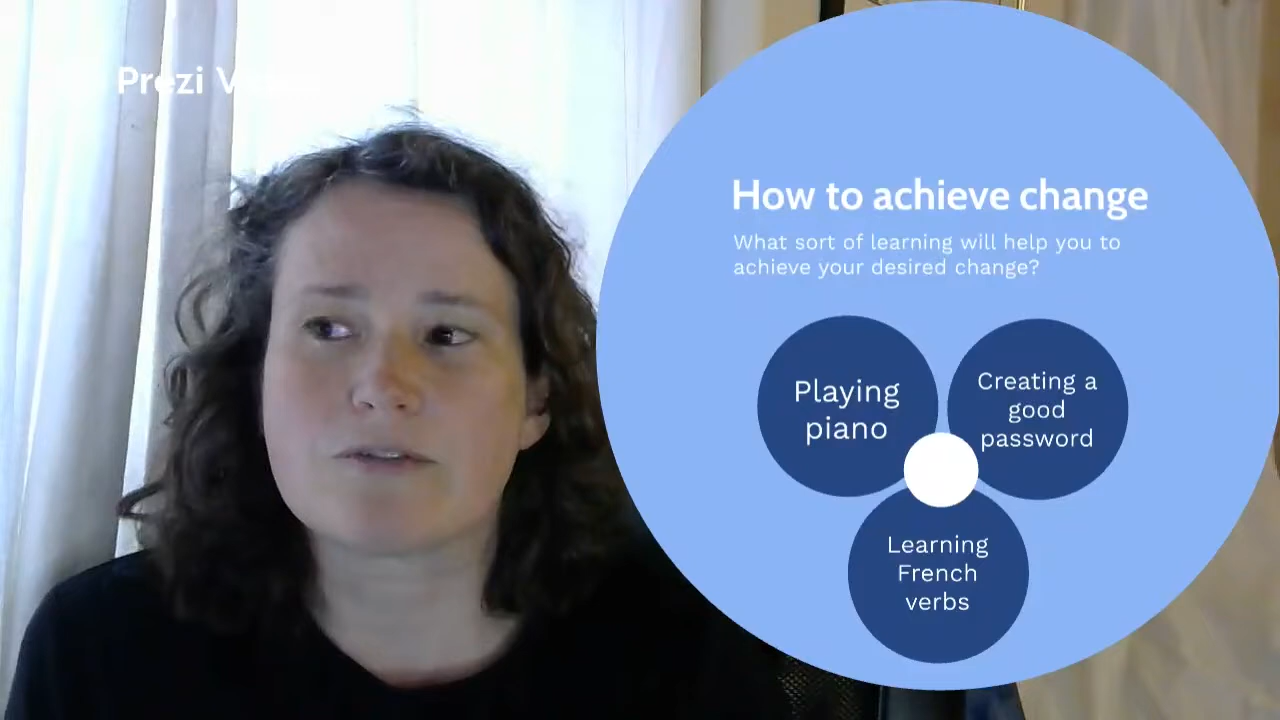 Prezi
How to achieve change
What sort of learning will help you to
achieve your desired change?
Playing
piano
Creating a
good
password
Learning
French
verbs